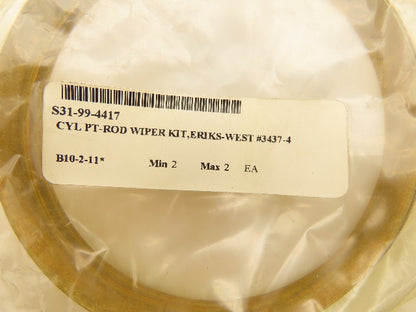 S31-99-4417
CYL PT-ROD WIPER KIT,ERIKS-WEST #3437-4
B10-2-11* Min 2 Max 2 EA